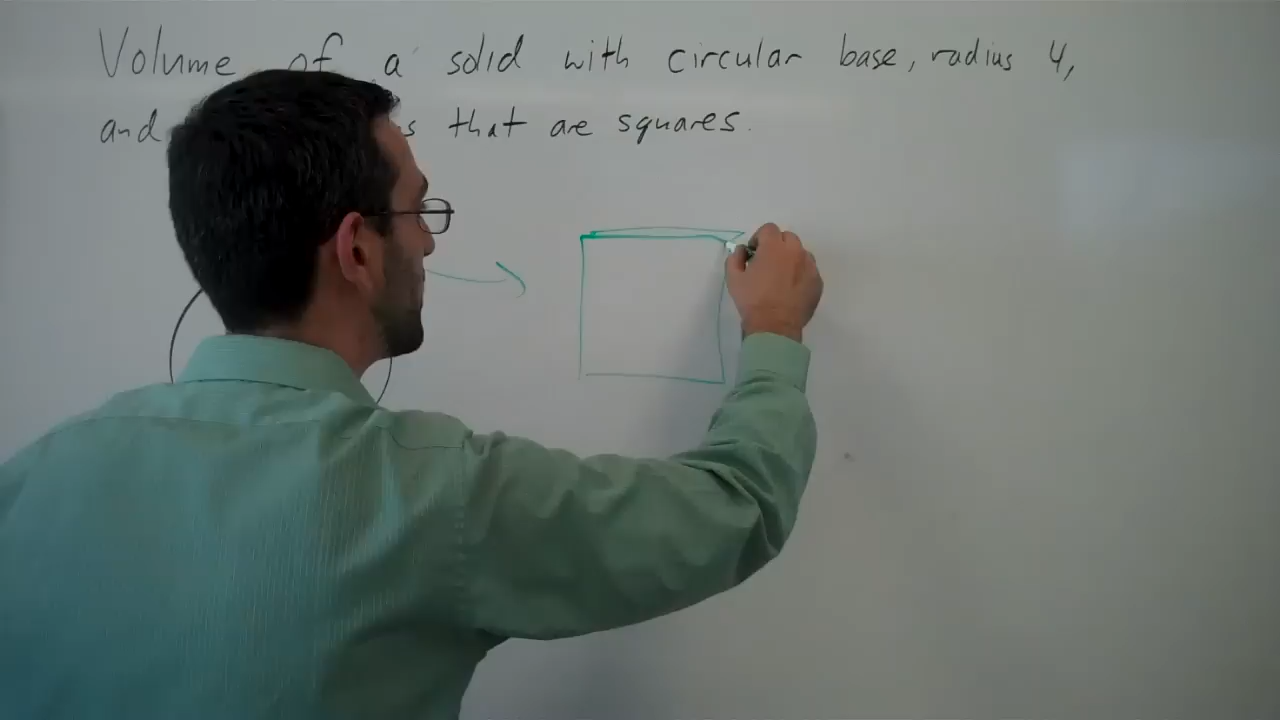 Volume of a solid with circular base, radius 4,
and that are squares.